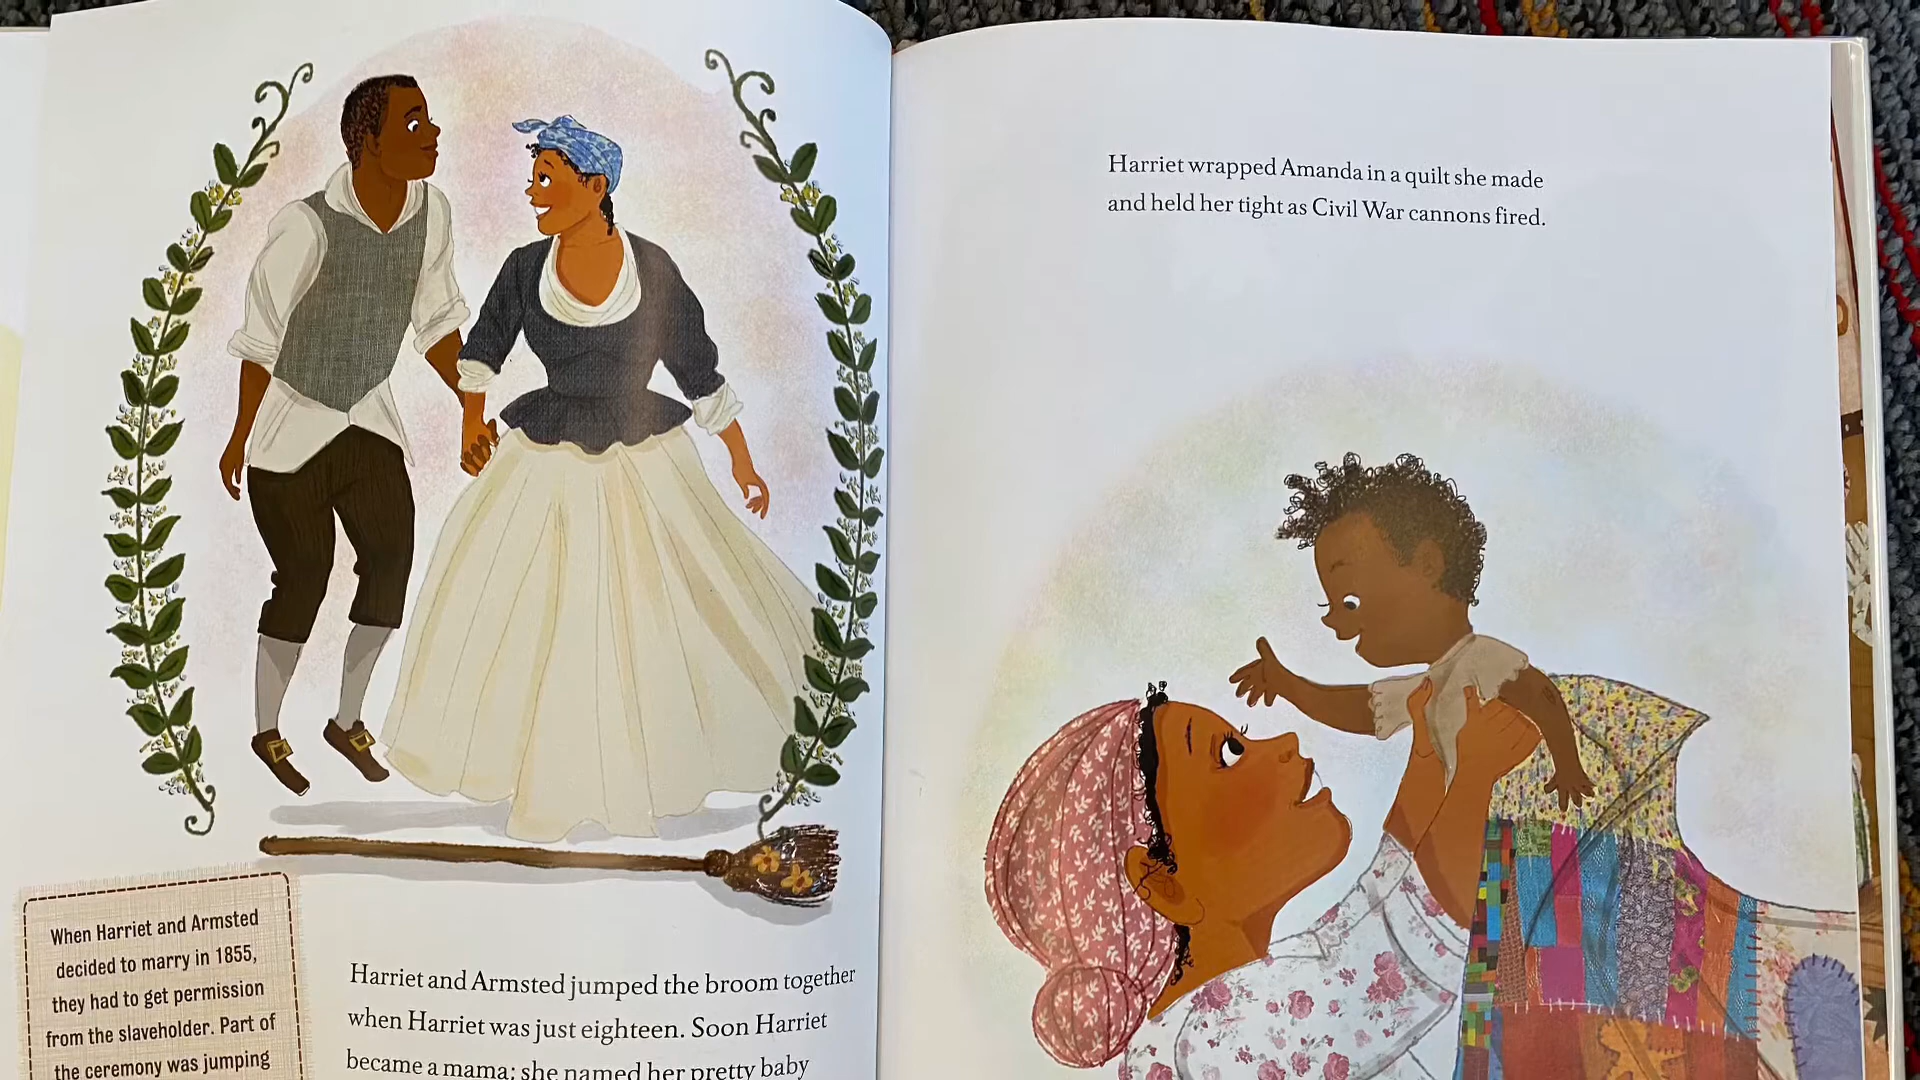 When Harriet and Armsted
decided to marry in 1855,
they had to get permission
from the slaveholder. Part of
the ceremony was jumping
Harriet and Armsted jumped the broom together
when Harriet was just eighteen. Soon Harriet
became a mama; she named her pretty baby
Harriet wrapped Amanda in a quilt she made
and held her tight as Civil War cannons fired.